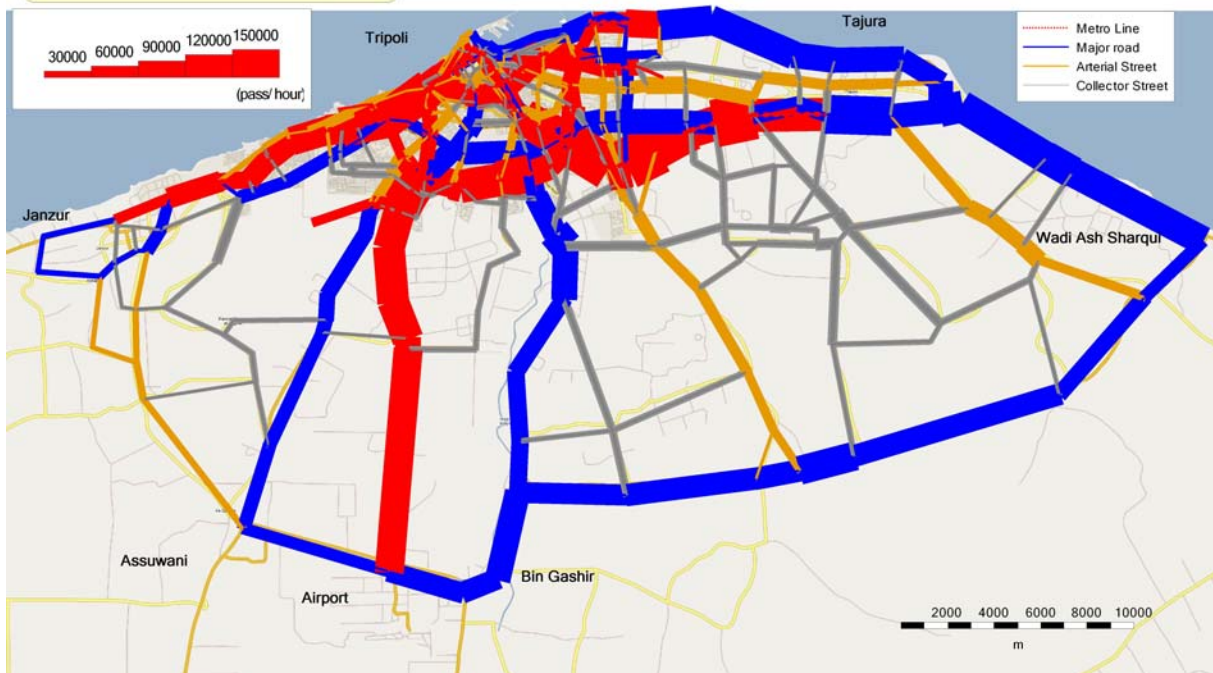 30000 60000 90000 120000 150000
(pass/ hour)
Tripoli
Tajura
Metro Line
Major road
Arterial Street
Collector Street
Janzur
Wadi Ash Sharqui
Assuwani
Airport
Bin Gashir
2000 4000 6000 8000 10000
m